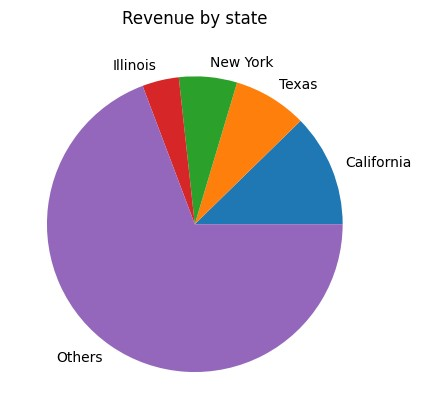 Revenue by state
Illinois
New York
Texas
California
Others